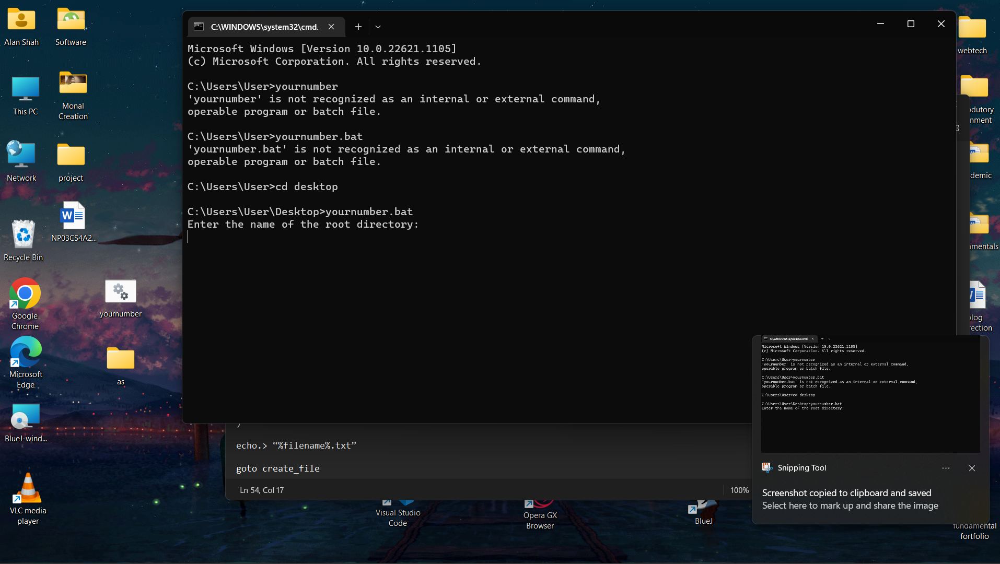 Alan Shah
Software
This PC
Monal
Creation
Network
project
NP03CS4A2...
Recycle Bin
Google
Chrome
yournumber
Microsoft
Edge
as
BlueJ-wind...
VLC media
player
C:\WINDOWS\system32\cmd.
Microsoft Windows [Version 10.0.22621.1105]
(c) Microsoft Corporation. All rights reserved.
C:\Users\User>yournumber
'yournumber' is not recognized as an internal or external command,
operable program or batch file.
C:\Users\User>yournumber.bat
'yournumber.bat' is not recognized as an internal or external command,
operable program or batch file.
C:\Users\User>cd desktop
C:\Users\User\Desktop>yournumber.bat
Enter the name of the root directory:
)
echo.> “%filename%.txt”
goto create_file
Ln 54, Col 17
100%
Visual Studio
Code
Opera GX
Browser
BlueJ
webtech
odutory
nment
demic
amentals
olog
ection
C:\WINDOWS\system32\cmd.
Microsoft Windows [Version 10.0.22621.1105]
(c) Microsoft Corporation. All rights reserved.
C:\Users\User>yournumber
'yournumber' is not recognized as an internal or external command,
operable program or batch file.
C:\Users\User>yournumber.bat
'yournumber.bat' is not recognized as an internal or external command,
operable program or batch file.
C:\Users\User>cd desktop
C:\Users\User\Desktop>yournumber.bat
Enter the name of the root directory:
Snipping Tool
Screenshot copied to clipboard and saved
Select here to mark up and share the image
fundamental
fortfolio